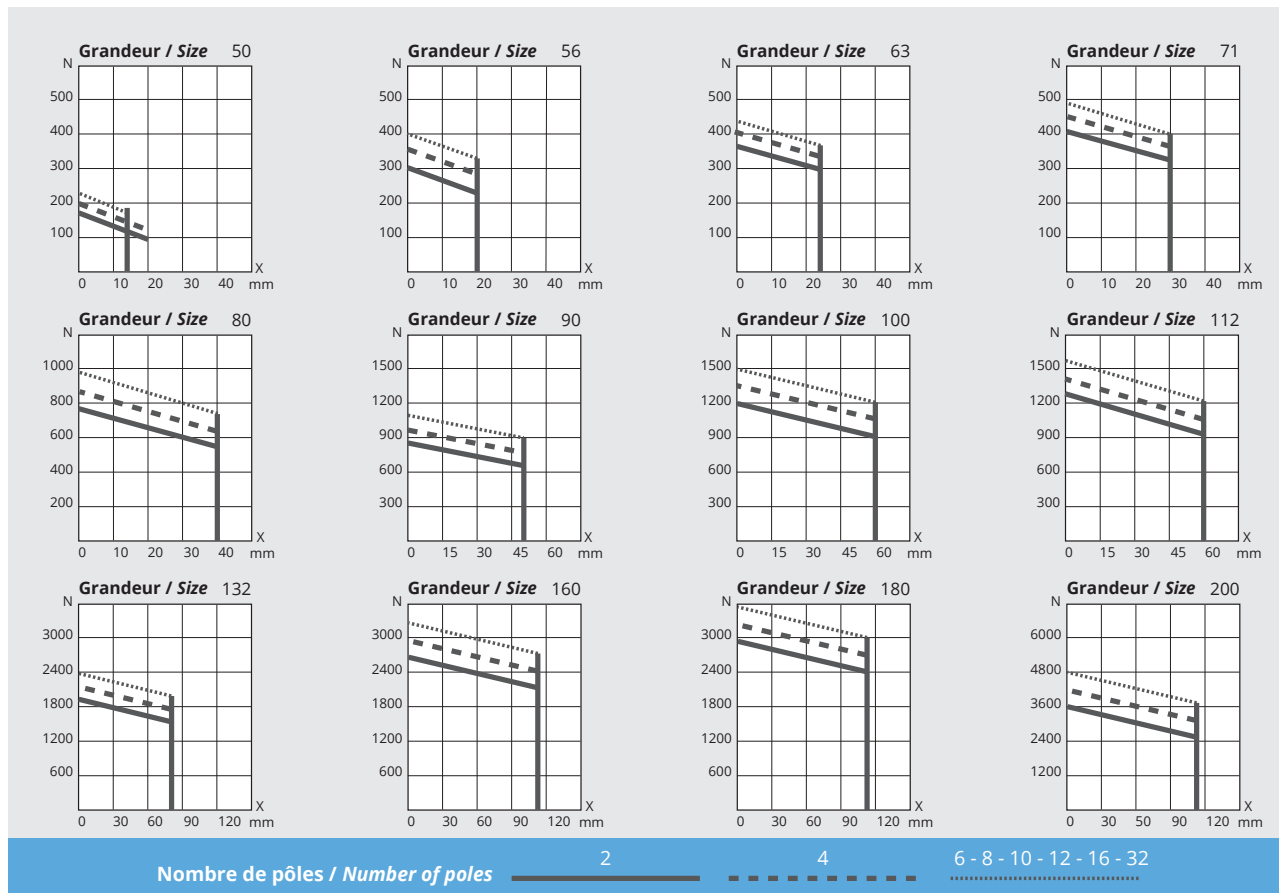 Grandeur / Size 50
N
500
400
300
200
100
X
0 10 20 30 40 mm
Grandeur / Size 56
N
500
400
300
200
100
X
0 10 20 30 40 mm
Grandeur / Size 63
N
500
400
300
200
100
X
0 10 20 30 40 mm
Grandeur / Size 71
N
500
400
300
200
100
X
0 10 20 30 40 mm
Grandeur / Size 80
N
1000
800
600
400
200
X
0 10 20 30 40 mm
Grandeur / Size 90
N
1500
1200
900
600
300
X
0 15 30 45 60 mm
Grandeur / Size 100
N
1500
1200
900
600
300
X
0 15 30 45 60 mm
Grandeur / Size 112
N
1500
1200
900
600
300
X
0 15 30 45 60 mm
Grandeur / Size 132
N
3000
2400
1800
1200
600
X
0 30 60 90 120 mm
Grandeur / Size 160
N
3000
2400
1800
1200
600
X
0 30 60 90 120 mm
Grandeur / Size 180
N
3000
2400
1800
1200
600
X
0 30 60 90 120 mm
Grandeur / Size 200
N
6000
4800
3600
2400
1200
X
0 30 60 90 120 mm
Nombre de pôles / Number of poles 2 4 6 - 8 - 10 - 12 - 16 - 32